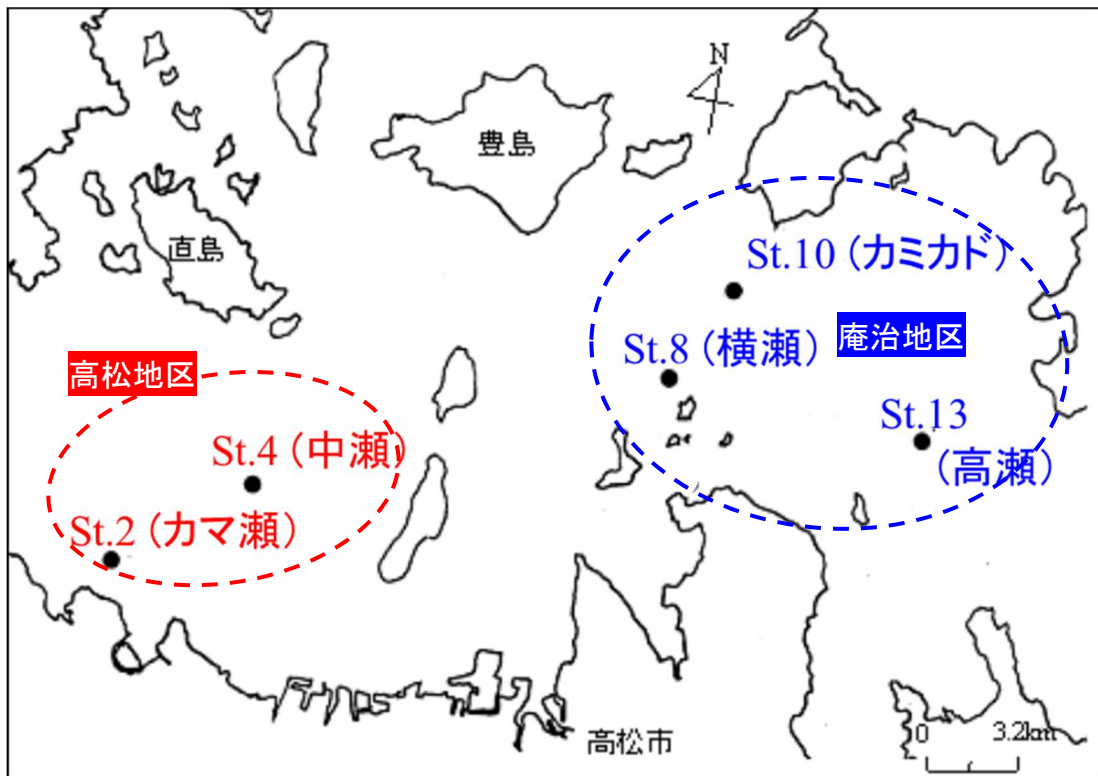 N
豊島
直島
St.10 (カミカド)
St.8 (横瀬)
庵治地区
高松地区
St.13
(高瀬)
St.4 (中瀬)
St.2 (カマ瀬)
高松市
0 3.2km